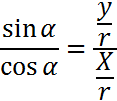 sin α / cos α = (y/r) / (X/r)